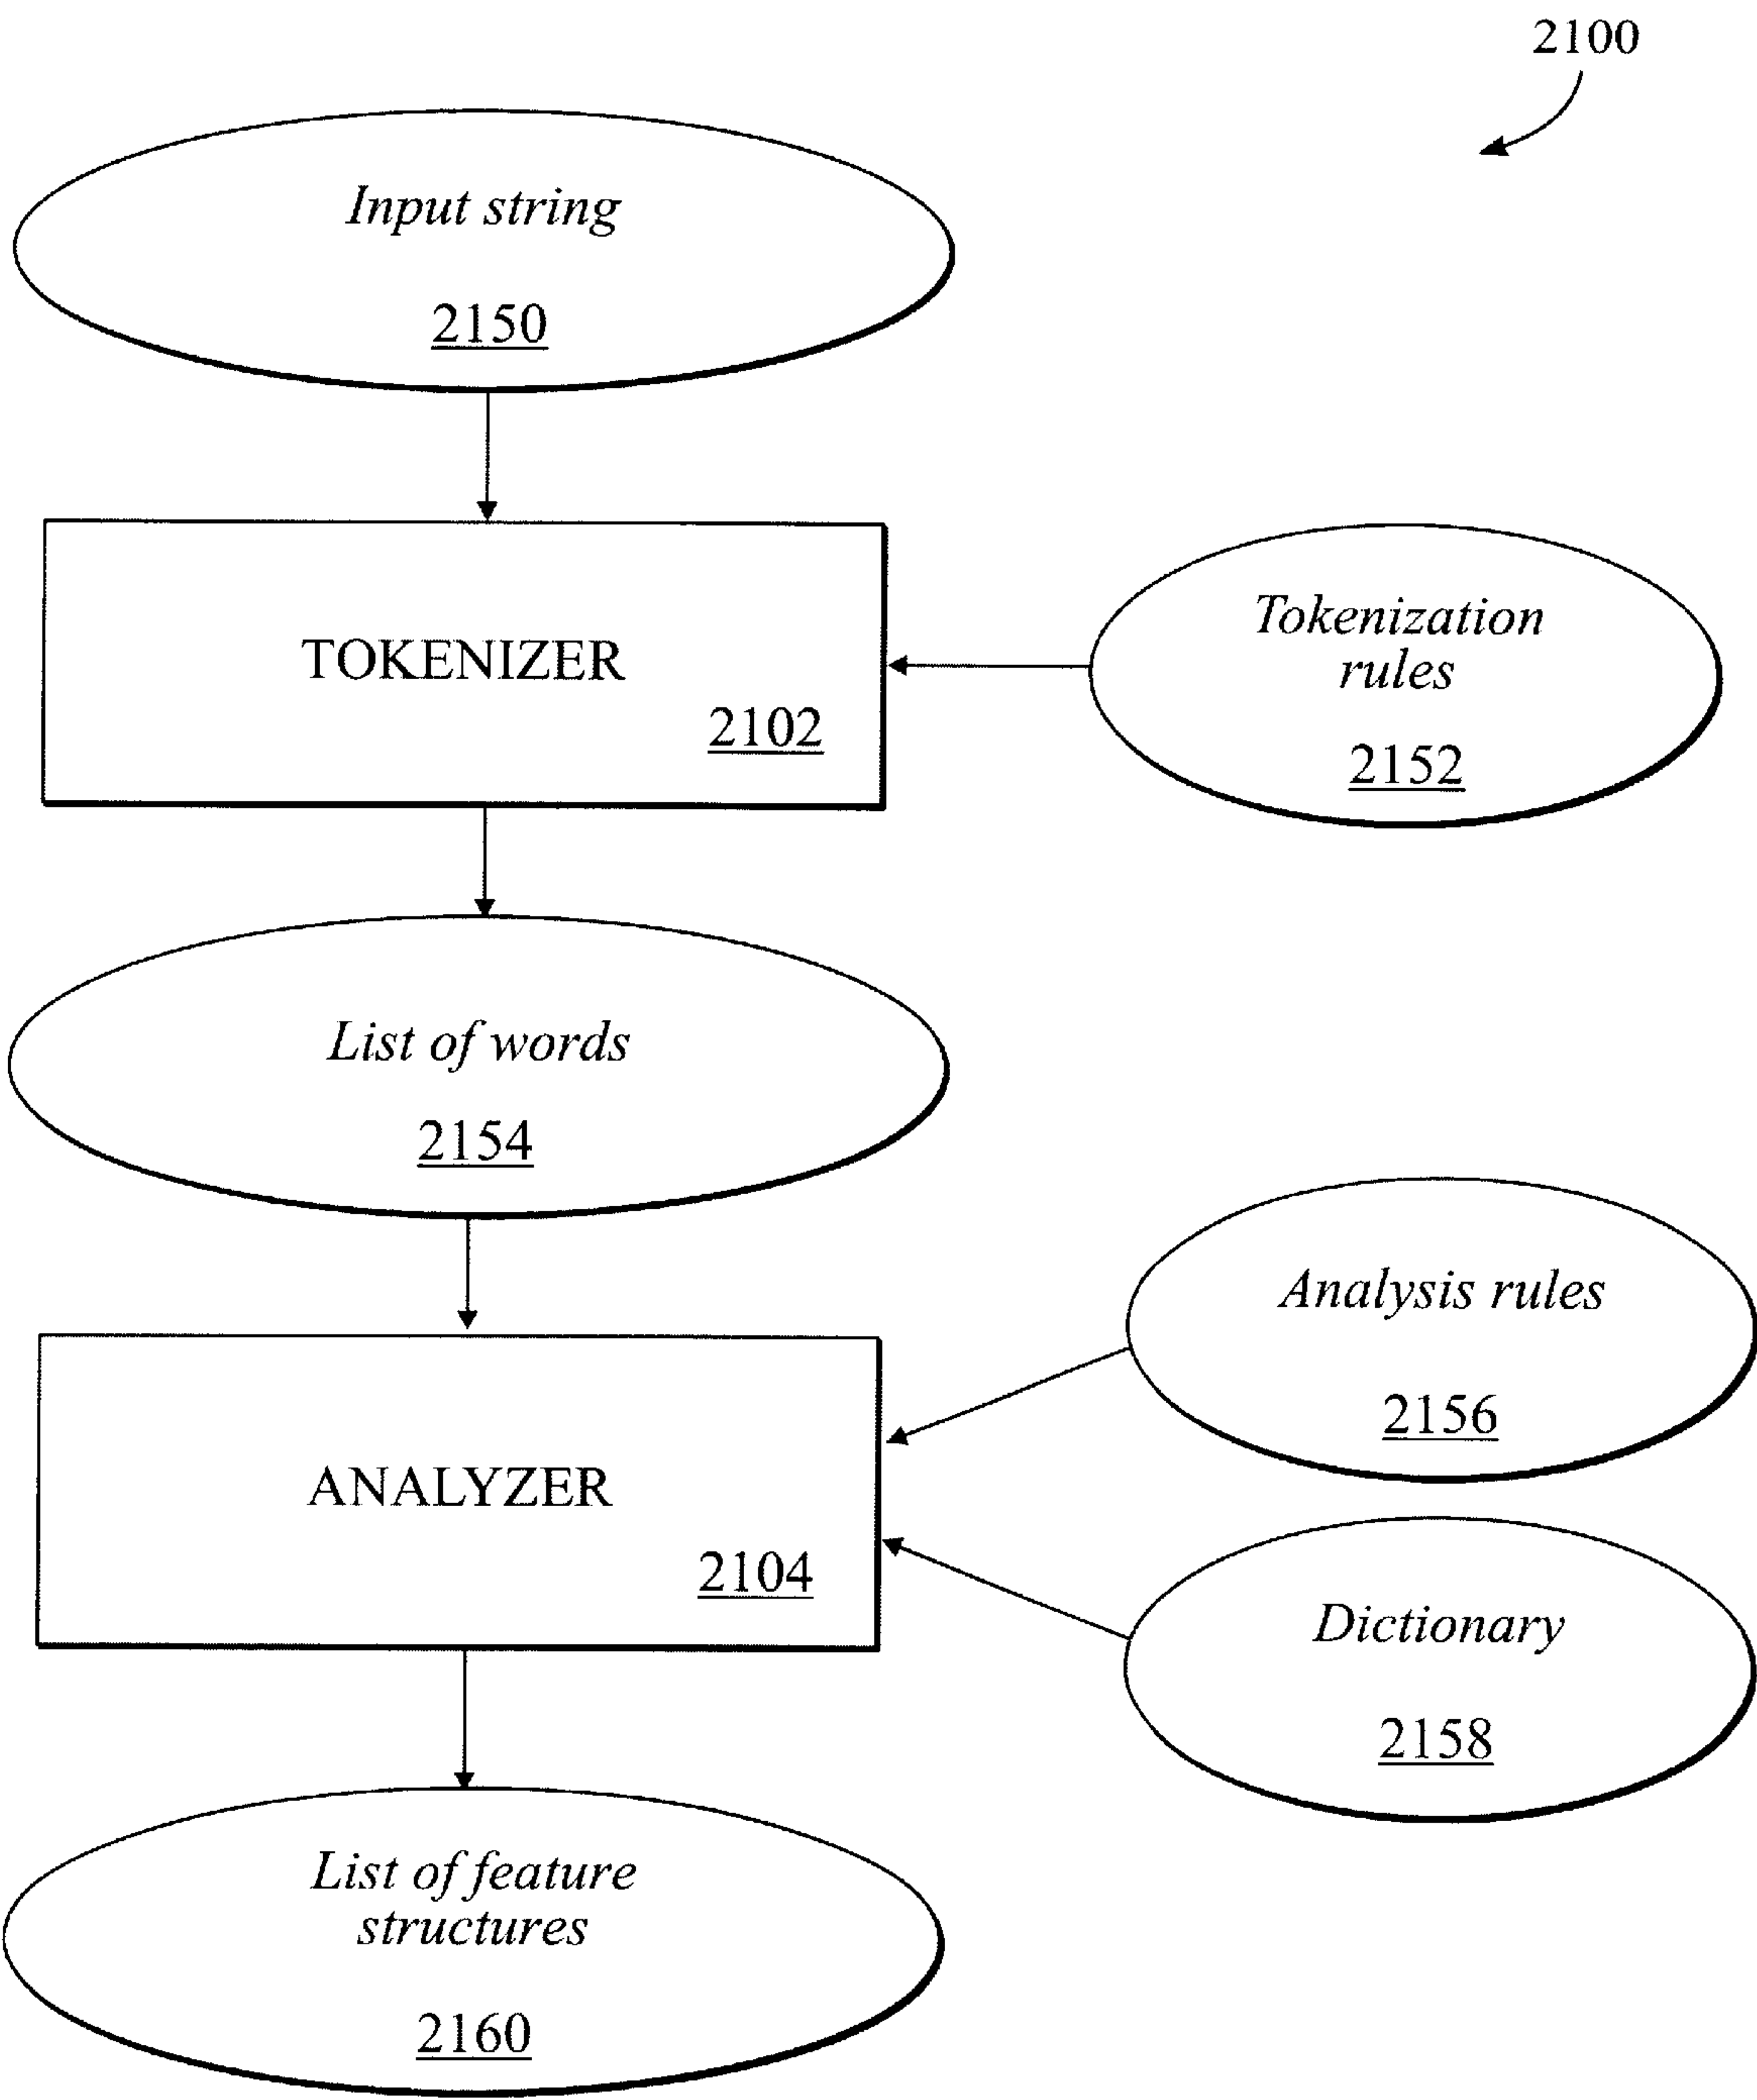 2100
Input string
2150
TOKENIZER
2102
Tokenization
rules
2152
List of words
2154
Analysis rules
2156
ANALYZER
2104
Dictionary
2158
List of feature
structures
2160